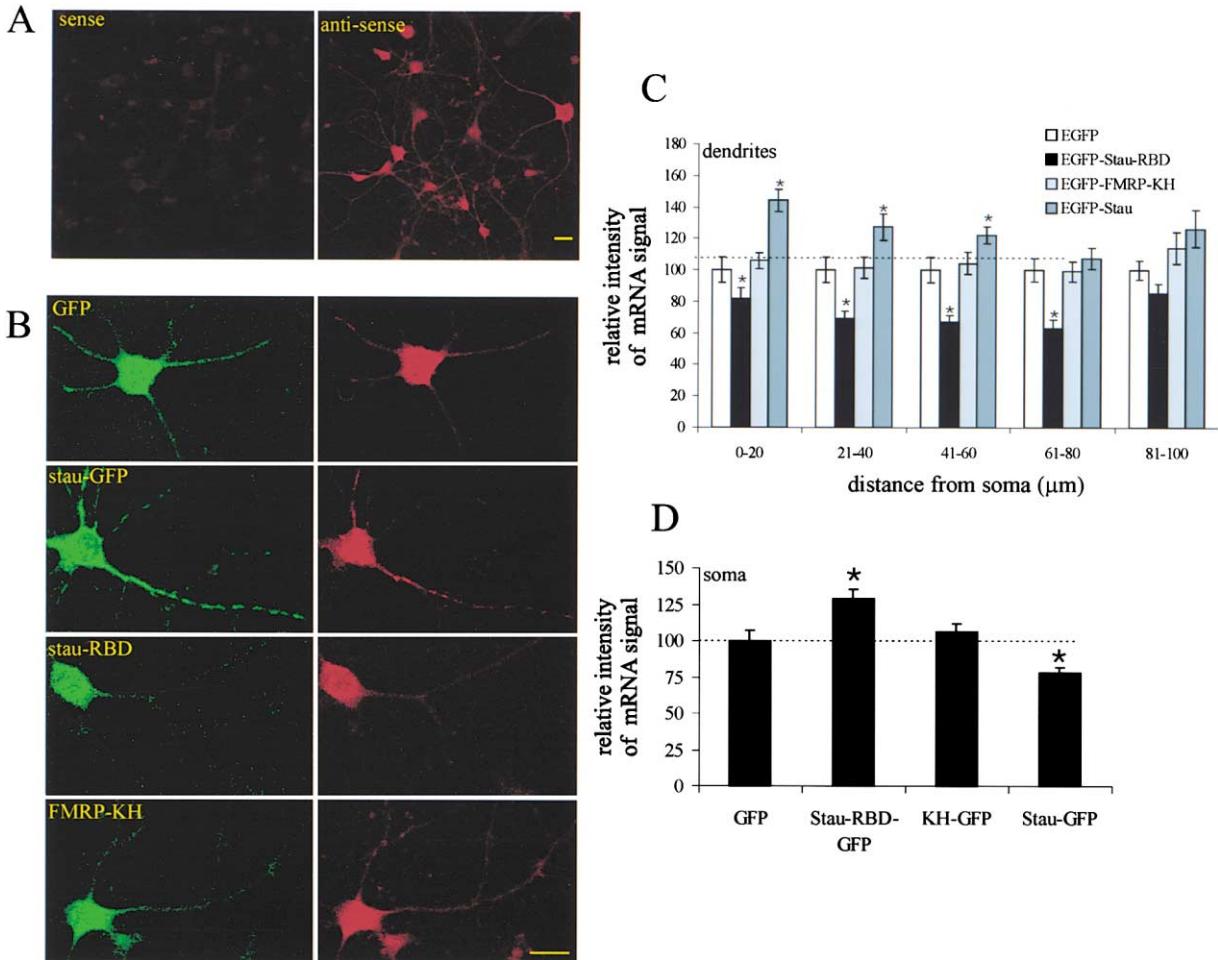 A
sense
anti-sense
B
GFP
stau-GFP
stau-RBD
FMRP-KH
C
dendrites
EGFP
EGFP-Stau-RBD
EGFP-FMRP-KH
EGFP-Stau
relative intensity
of mRNA signal
180
160
140
120
100
80
60
40
20
0
*
*
*
*
*
*
*
0-20
21-40
41-60
61-80
81-100
distance from soma (μm)
D
soma
relative intensity
of mRNA signal
150
125
100
75
50
25
0
*
*
GFP
Stau-RBD-
GFP
KH-GFP
Stau-GFP